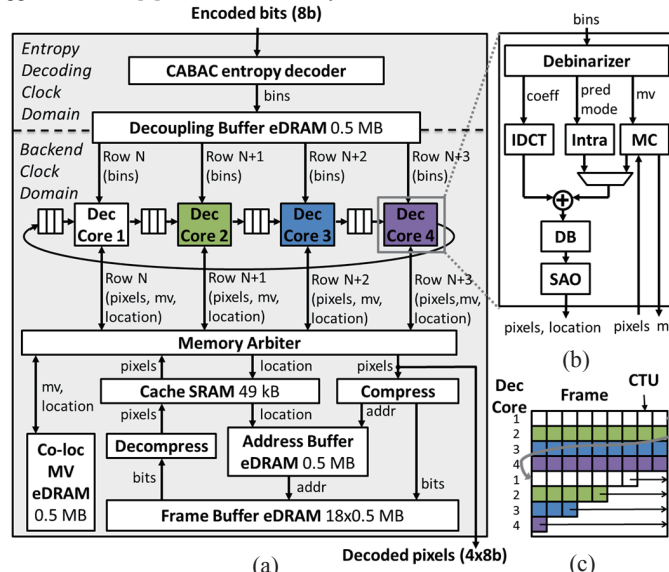 Encoded bits (8b)
Entropy
Decoding
Clock
Domain
CABAC entropy decoder
bins
Decoupling Buffer eDRAM 0.5 MB
Backend
Clock
Domain
Row N
(bins)
Row N+1
(bins)
Row N+2
(bins)
Row N+3
(bins)
Dec
Core 1
Dec
Core 2
Dec
Core 3
Dec
Core 4
Row N
(pixels, mv,
location)
Row N+1
(pixels, mv,
location)
Row N+2
(pixels, mv,
location)
Row N+3
(pixels,mv,
location)
Memory Arbiter
mv,
location
pixels
location
pixels
Cache SRAM 49 kB
Compress
pixels
location
addr
Decompress
Address Buffer
eDRAM 0.5 MB
Co-loc
MV
eDRAM
0.5 MB
bits
addr
bits
Frame Buffer eDRAM 18x0.5 MB
Decoded pixels (4x8b)
(a)
bins
Debinarizer
coeff
pred
mode
mv
IDCT
Intra
MC
DB
SAO
pixels, location
pixels
(b)
Dec
Core
Frame
CTU
1
2
3
4
1
2
3
4
(c)